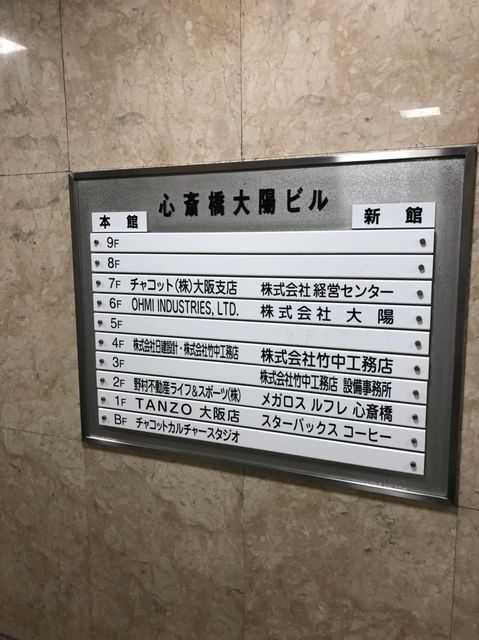 心斎橋大陽ビル
本館 新館
9F
8F
7F チャコット(株)大阪支店 株式会社経営センター
6F OHMI INDUSTRIES, LTD. 株式会社 大陽
5F
4F 株式会社日建設計・株式会社竹中工務店 株式会社竹中工務店
3F 株式会社竹中工務店 設備事務所
2F 野村不動産ライフ&スポーツ(株) メガロス ルフレ 心斎橋
1F TANZO 大阪店 スターバックス コーヒー
BF チャコットカルチャースタジオ